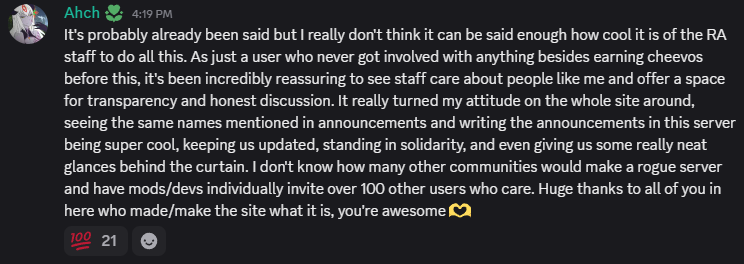 Ahch 4:19 PM
It's probably already been said but I really don't think it can be said enough how cool it is of the RA
staff to do all this. As just a user who never got involved with anything besides earning cheevos
before this, it's been incredibly reassuring to see staff care about people like me and offer a space
for transparency and honest discussion. It really turned my attitude on the whole site around,
seeing the same names mentioned in announcements and writing the announcements in this server
being super cool, keeping us updated, standing in solidarity, and even giving us some really neat
glances behind the curtain. I don't know how many other communities would make a rogue server
and have mods/devs individually invite over 100 other users who care. Huge thanks to all of you in
here who made/make the site what it is, you're awesome 🫶
💯 21